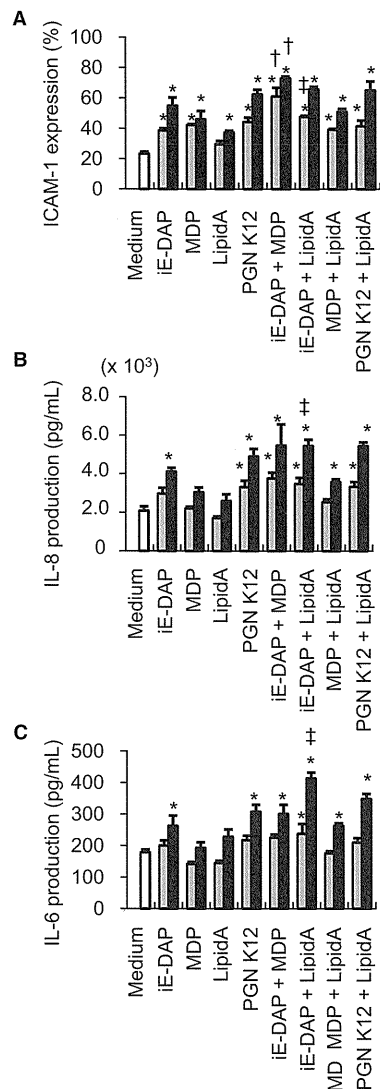 A
ICAM-1 expression (%)
100
80
60
40
20
0
* * * * * * * * * * * * * * *
† †
‡
Medium
iE-DAP
MDP
LipidA
PGN K12
iE-DAP + MDP
iE-DAP + LipidA
MDP + LipidA
PGN K12 + LipidA
B
(x 10³)
IL-8 production (pg/mL)
8.0
6.0
4.0
2.0
0.0
* * * * * * * * *
‡
Medium
iE-DAP
MDP
LipidA
PGN K12
iE-DAP + MDP
iE-DAP + LipidA
MDP + LipidA
PGN K12 + LipidA
C
IL-6 production (pg/mL)
500
400
300
200
100
0
* * * * * * *
‡
Medium
iE-DAP
MDP
LipidA
PGN K12
iE-DAP + MDP
iE-DAP + LipidA
MD MDP + LipidA
PGN K12 + LipidA